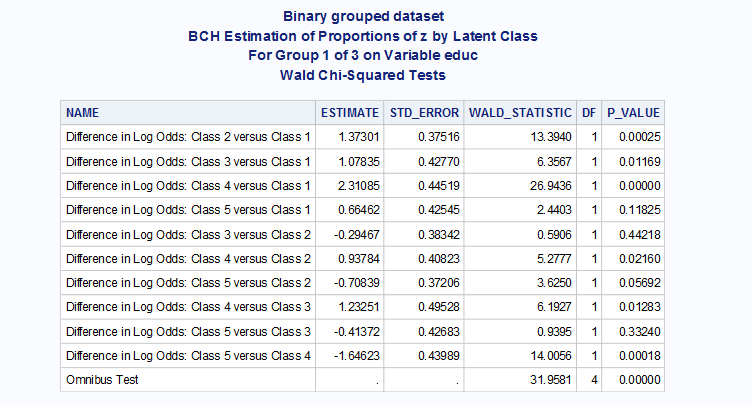 Binary grouped dataset
BCH Estimation of Proportions of z by Latent Class
For Group 1 of 3 on Variable educ
Wald Chi-Squared Tests
NAME ESTIMATE STD_ERROR WALD_STATISTIC DF P_VALUE
Difference in Log Odds: Class 2 versus Class 1 1.37301 0.37516 13.3940 1 0.00025
Difference in Log Odds: Class 3 versus Class 1 1.07835 0.42770 6.3567 1 0.01169
Difference in Log Odds: Class 4 versus Class 1 2.31085 0.44519 26.9436 1 0.00000
Difference in Log Odds: Class 5 versus Class 1 0.66462 0.42545 2.4403 1 0.11825
Difference in Log Odds: Class 3 versus Class 2 -0.29467 0.38342 0.5906 1 0.44218
Difference in Log Odds: Class 4 versus Class 2 0.93784 0.40823 5.2777 1 0.02160
Difference in Log Odds: Class 5 versus Class 2 -0.70839 0.37206 3.6250 1 0.05692
Difference in Log Odds: Class 4 versus Class 3 1.23251 0.49528 6.1927 1 0.01283
Difference in Log Odds: Class 5 versus Class 3 -0.41372 0.42683 0.9395 1 0.33240
Difference in Log Odds: Class 5 versus Class 4 -1.64623 0.43989 14.0056 1 0.00018
Omnibus Test . . 31.9581 4 0.00000